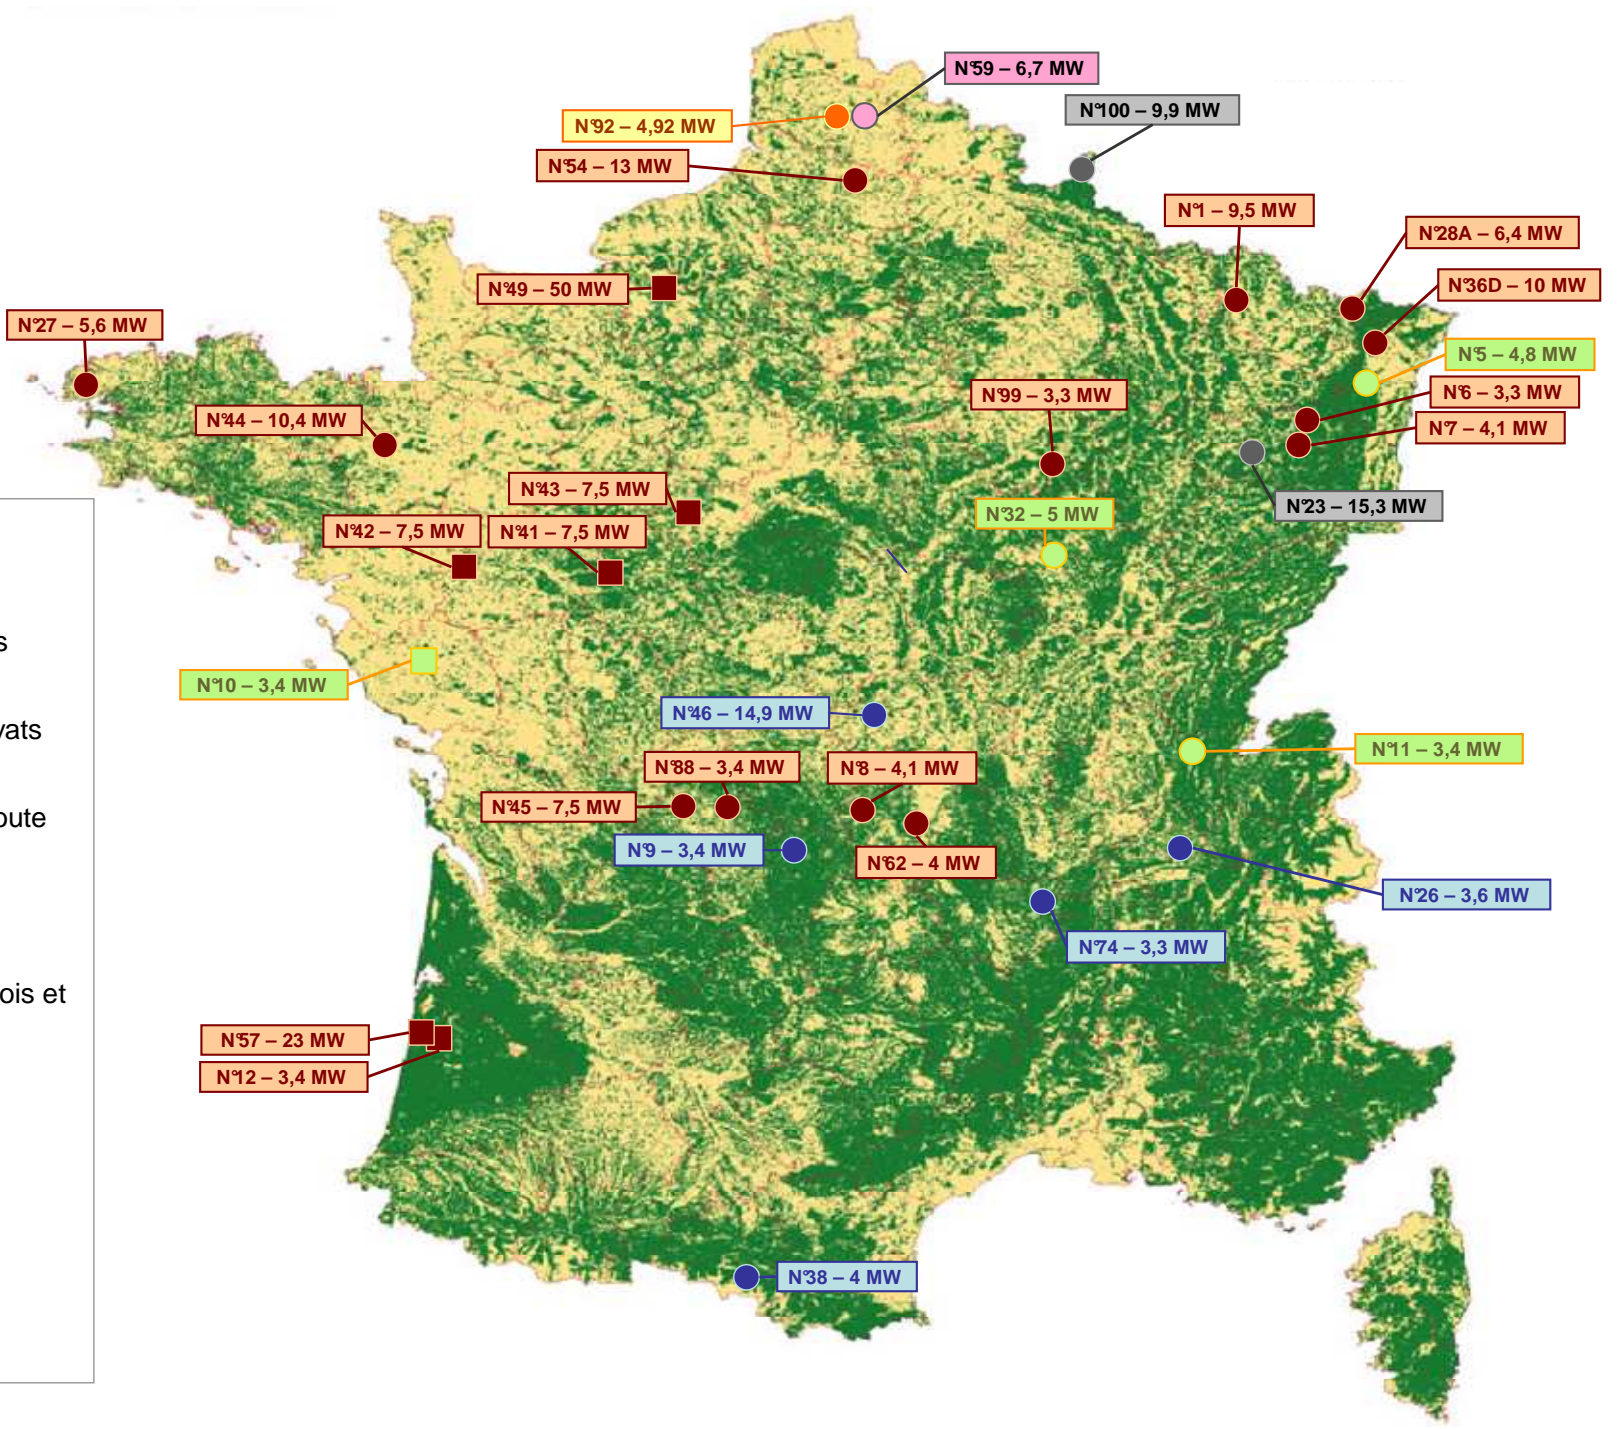 N°59 – 6,7 MW
N°100 – 9,9 MW
N°92 – 4,92 MW
N°54 – 13 MW
N°1 – 9,5 MW
N°28A – 6,4 MW
N°49 – 50 MW
N°36D – 10 MW
N°27 – 5,6 MW
N°5 – 4,8 MW
N°99 – 3,3 MW
N°6 – 3,3 MW
N°44 – 10,4 MW
N°7 – 4,1 MW
N°43 – 7,5 MW
N°32 – 5 MW
N°23 – 15,3 MW
N°42 – 7,5 MW
N°41 – 7,5 MW
s
N°10 – 3,4 MW
N°46 – 14,9 MW
vats
N°11 – 3,4 MW
N°88 – 3,4 MW
N°8 – 4,1 MW
N°45 – 7,5 MW
oute
N°9 – 3,4 MW
N°62 – 4 MW
N°26 – 3,6 MW
N°74 – 3,3 MW
ois et
N°57 – 23 MW
N°12 – 3,4 MW
N°38 – 4 MW